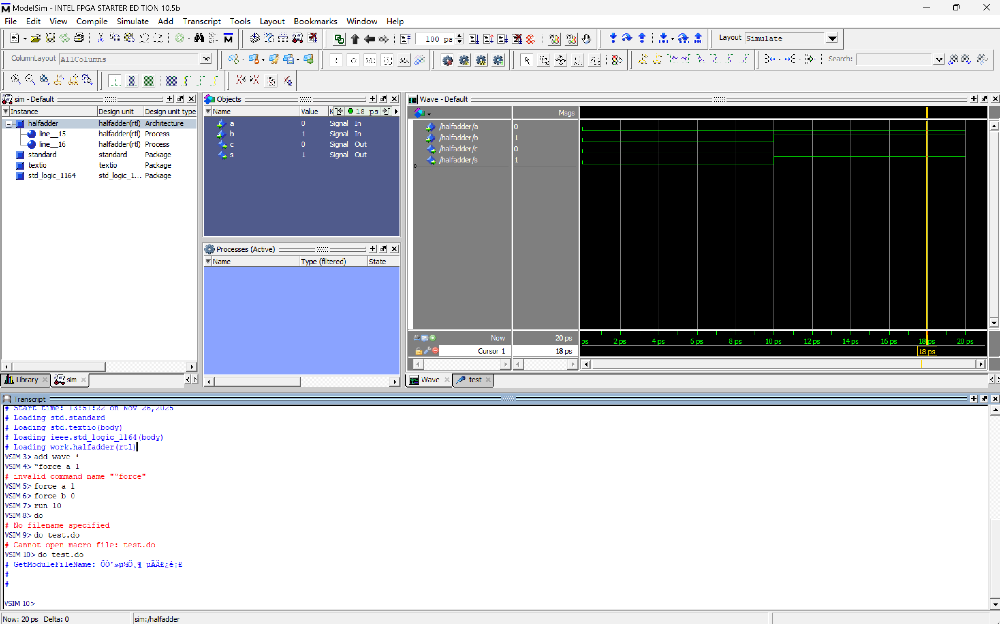 ModelSim - INTEL FPGA STARTER EDITION 10.5b
File Edit View Compile Simulate Add Transcript Tools Layout Bookmarks Window Help
100 ps
Layout Simulate
ColumnLayout AllColumns
ALL
Search:
sim - Default
Instance Design unit Design unit type
halfadder halfadder(rtl) Architecture
line__15 halfadder(rtl) Process
line__16 halfadder(rtl) Process
standard standard Package
textio textio Package
std_logic_1164 std_logic_1... Package
Library sim
Objects
Name Value K 18 ps
a 0 Signal In
b 1 Signal In
c 0 Signal Out
s 1 Signal Out
Processes (Active)
Name Type (filtered) State
Wave - Default
Msgs
/halfadder/a 0
/halfadder/b 1
/halfadder/c 0
/halfadder/s 1
Now 20 ps
Cursor 1 18 ps
ps 2 ps 4 ps 6 ps 8 ps 10 ps 12 ps 14 ps 16 ps 18 ps 20 ps
18 ps
Wave test
Transcript
# Start time: 13:51:22 on Nov 26,2025
# Loading std.standard
# Loading std.textio(body)
# Loading ieee.std_logic_1164(body)
# Loading work.halfadder(rtl)
VSIM 3> add wave *
VSIM 4> “force a 1
# invalid command name "“force"
VSIM 5> force a 1
VSIM 6> force b 0
VSIM 7> run 10
VSIM 8> do
# No filename specified
VSIM 9> do test.do
# Cannot open macro file: test.do
VSIM 10> do test.do
# GetModuleFileName: ÕÒ²»µ½Ö¸¶¨µÄÄ£¿é¡£
#
#
VSIM 10>
Now: 20 ps Delta: 0
sim:/halfadder